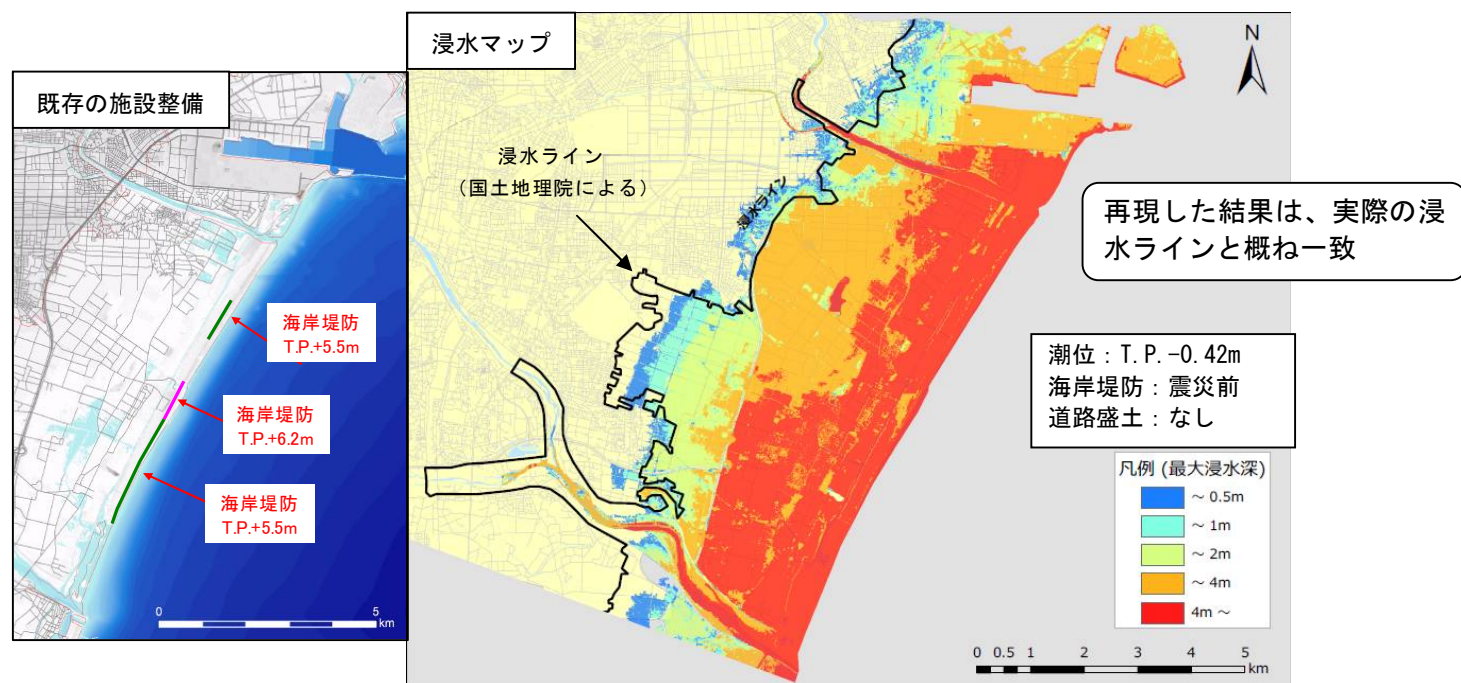 既存の施設整備
海岸堤防
T.P.+5.5m
海岸堤防
T.P.+6.2m
海岸堤防
T.P.+5.5m
0
5
km
浸水マップ
浸水ライン
（国土地理院による）
浸水ライン
N
再現した結果は、実際の浸
水ラインと概ね一致
潮位：T.P.-0.42m
海岸堤防：震災前
道路盛土：なし
凡例 (最大浸水深)
～ 0.5m
～ 1m
～ 2m
～ 4m
4m ～
0 0.5 1 2 3 4 5
km